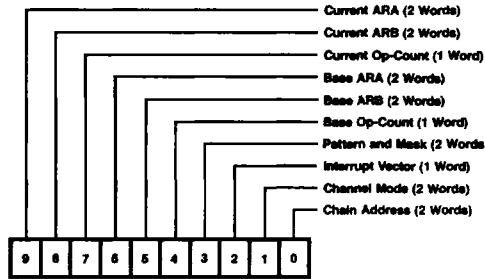 Current ARA (2 Words)
Current ARB (2 Words)
Current Op-Count (1 Word)
Base ARA (2 Words)
Base ARB (2 Words)
Base Op-Count (1 Word)
Pattern and Mask (2 Words
Interrupt Vector (1 Word)
Channel Mode (2 Words)
Chain Address (2 Words)
9 8 7 6 5 4 3 2 1 0